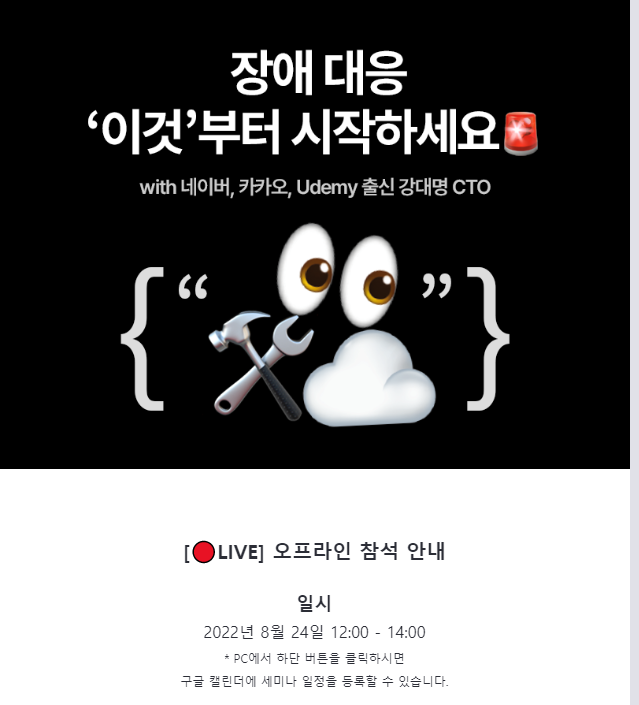 장애 대응
‘이것’부터 시작하세요🚨
with 네이버, 카카오, Udemy 출신 강대명 CTO
{“ ”}
[🔴LIVE] 오프라인 참석 안내
일시
2022년 8월 24일 12:00 - 14:00
* PC에서 하단 버튼을 클릭하시면
구글 캘린더에 세미나 일정을 등록할 수 있습니다.